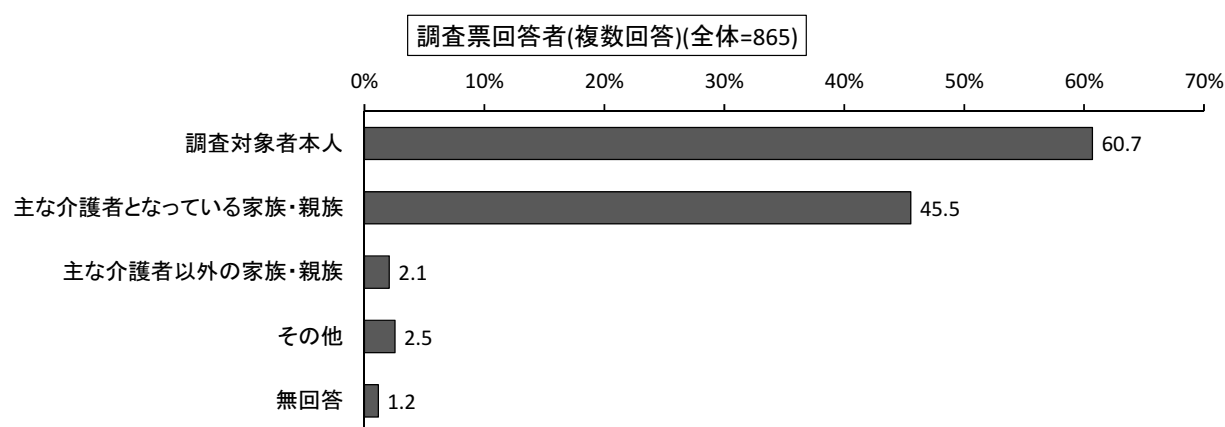 調査票回答者(複数回答)(全体=865)
0% 10% 20% 30% 40% 50% 60% 70%
調査対象者本人 60.7
主な介護者となっている家族・親族 45.5
主な介護者以外の家族・親族 2.1
その他 2.5
無回答 1.2